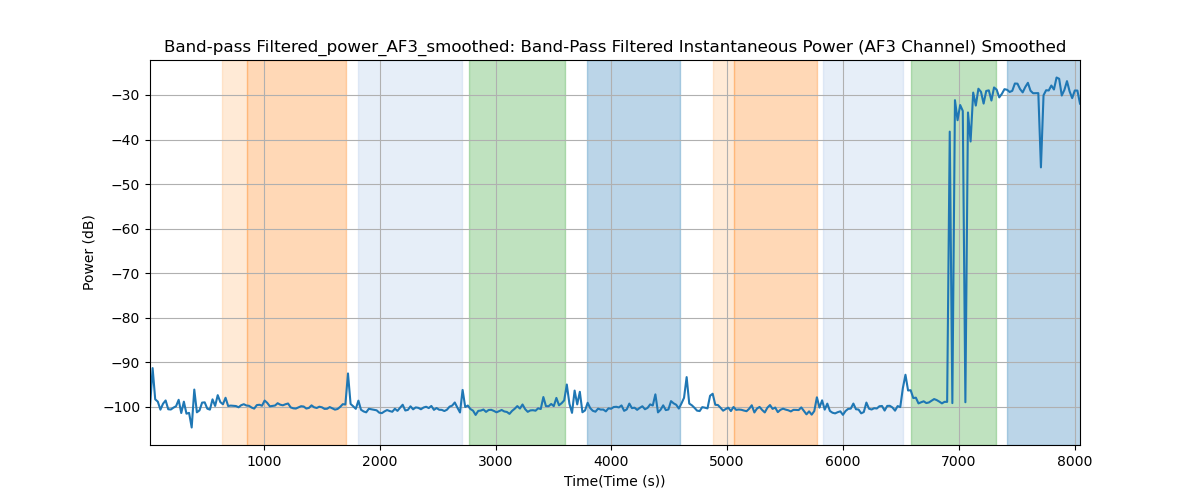 Band-pass Filtered_power_AF3_smoothed: Band-Pass Filtered Instantaneous Power (AF3 Channel) Smoothed
Power (dB)
−30
−40
−50
−60
−70
−80
−90
−100
1000 2000 3000 4000 5000 6000 7000 8000
Time(Time (s))